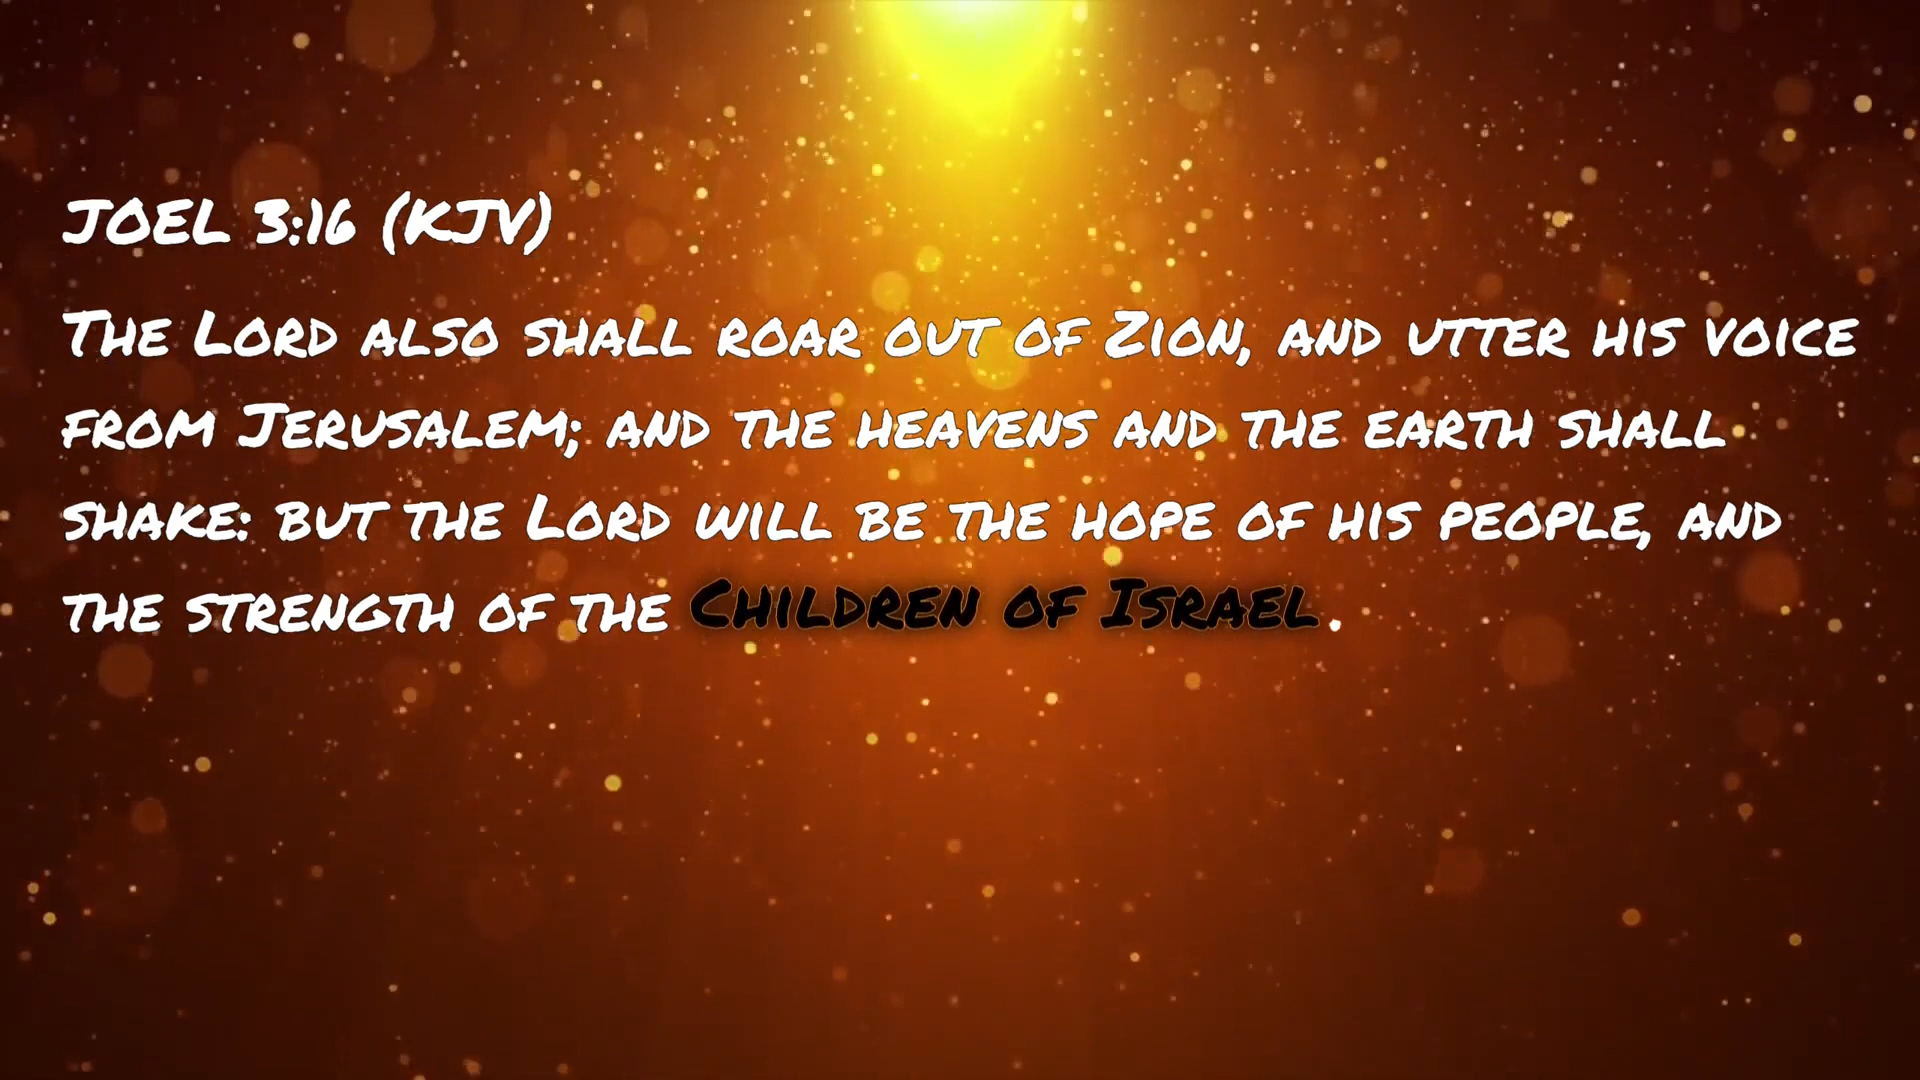 JOEL 3:16 (KJV)
The Lord also shall roar out of Zion, and utter his voice
from Jerusalem; and the heavens and the earth shall
shake: but the Lord will be the hope of his people, and
the strength of the Children of Israel.